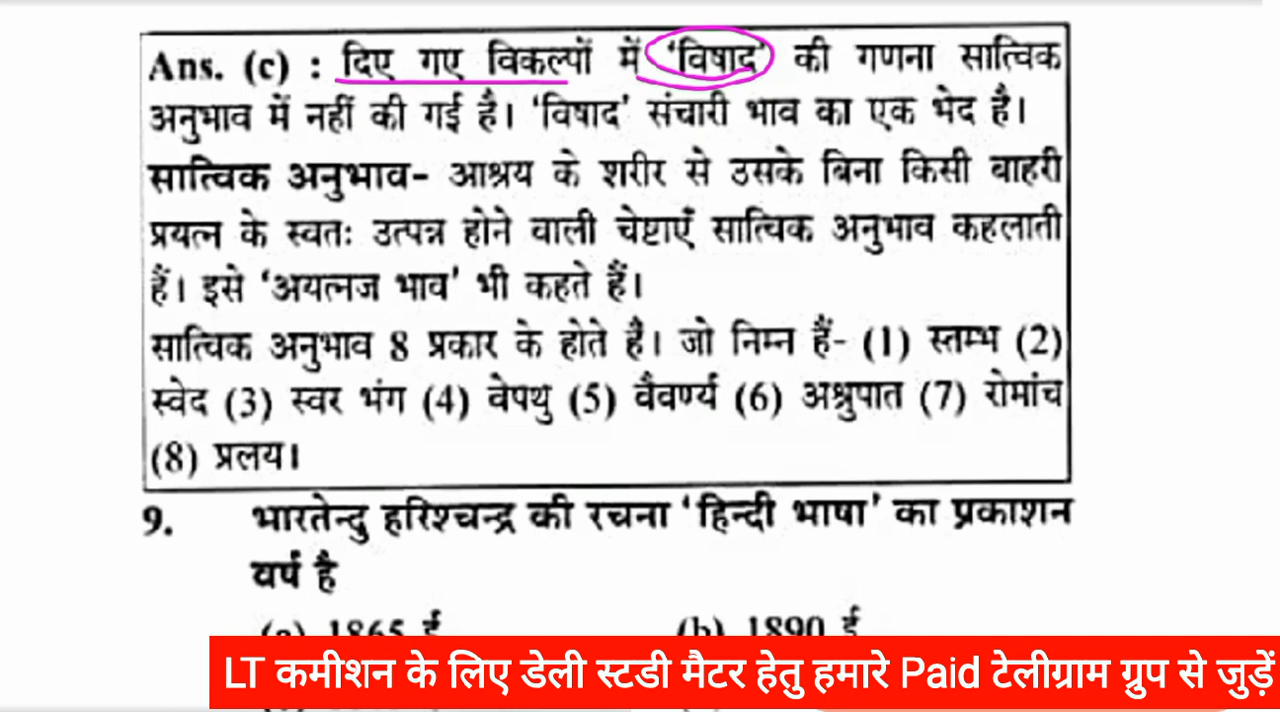 Ans. (c) : दिए गए विकल्पों में ‘विषाद’ की गणना सात्विक
अनुभाव में नहीं की गई है। ‘विषाद’ संचारी भाव का एक भेद है।
सात्विक अनुभाव- आश्रय के शरीर से उसके बिना किसी बाहरी
प्रयत्न के स्वतः उत्पन्न होने वाली चेष्टाएँ सात्विक अनुभाव कहलाती
हैं। इसे ‘अयत्नज भाव’ भी कहते हैं।
सात्विक अनुभाव 8 प्रकार के होते हैं। जो निम्न हैं- (1) स्तम्भ (2)
स्वेद (3) स्वर भंग (4) वेपथु (5) वैवर्ण्य (6) अश्रुपात (7) रोमांच
(8) प्रलय।
9. भारतेन्दु हरिश्चन्द्र की रचना ‘हिन्दी भाषा’ का प्रकाशन
वर्ष है
(a) 1865 ई (b) 1890 ई
LT कमीशन के लिए डेली स्टडी मैटर हेतु हमारे Paid टेलीग्राम ग्रुप से जुड़ें